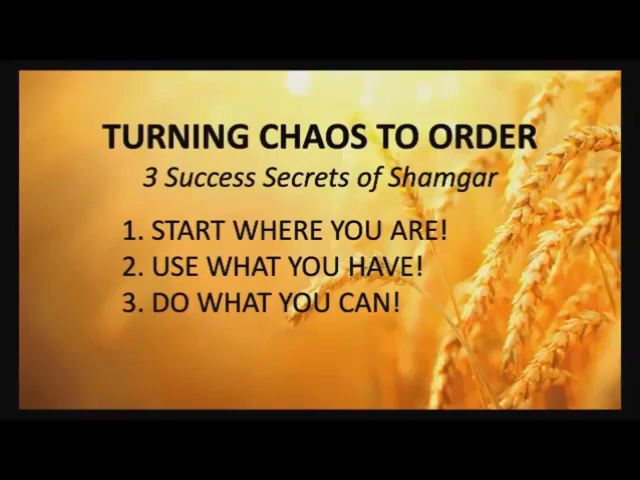 TURNING CHAOS TO ORDER
3 Success Secrets of Shamgar
1. START WHERE YOU ARE!
2. USE WHAT YOU HAVE!
3. DO WHAT YOU CAN!